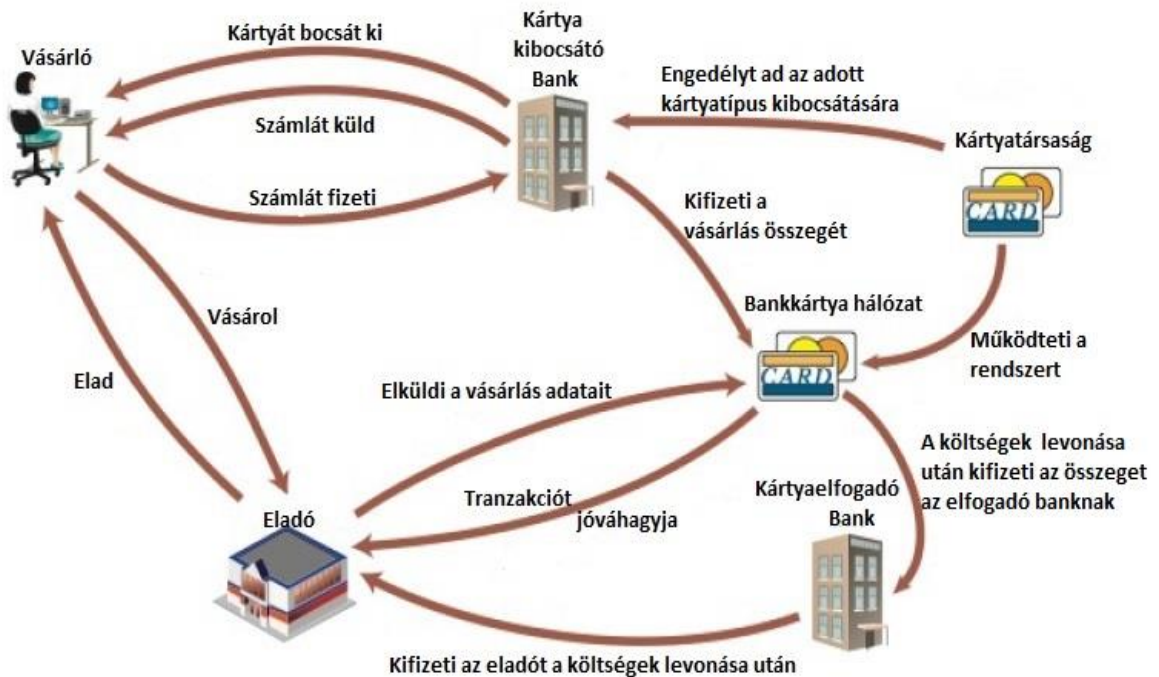 Vásárló
Kártyát bocsát ki
Kártya
kibocsátó
Bank
Engedélyt ad az adott
kártyatípus kibocsátására
Számlát küld
Kártyatársaság
CARD
Számlát fizeti
Kifizeti a
vásárlás összegét
Vásárol
Bankkártya hálózat
CARD
Működteti a
rendszert
Elad
Elküldi a vásárlás adatait
A költségek levonása
után kifizeti az összeget
az elfogadó banknak
Eladó
Tranzakciót
jóváhagyja
Kártyaelfogadó
Bank
Kifizeti az eladót a költségek levonása után